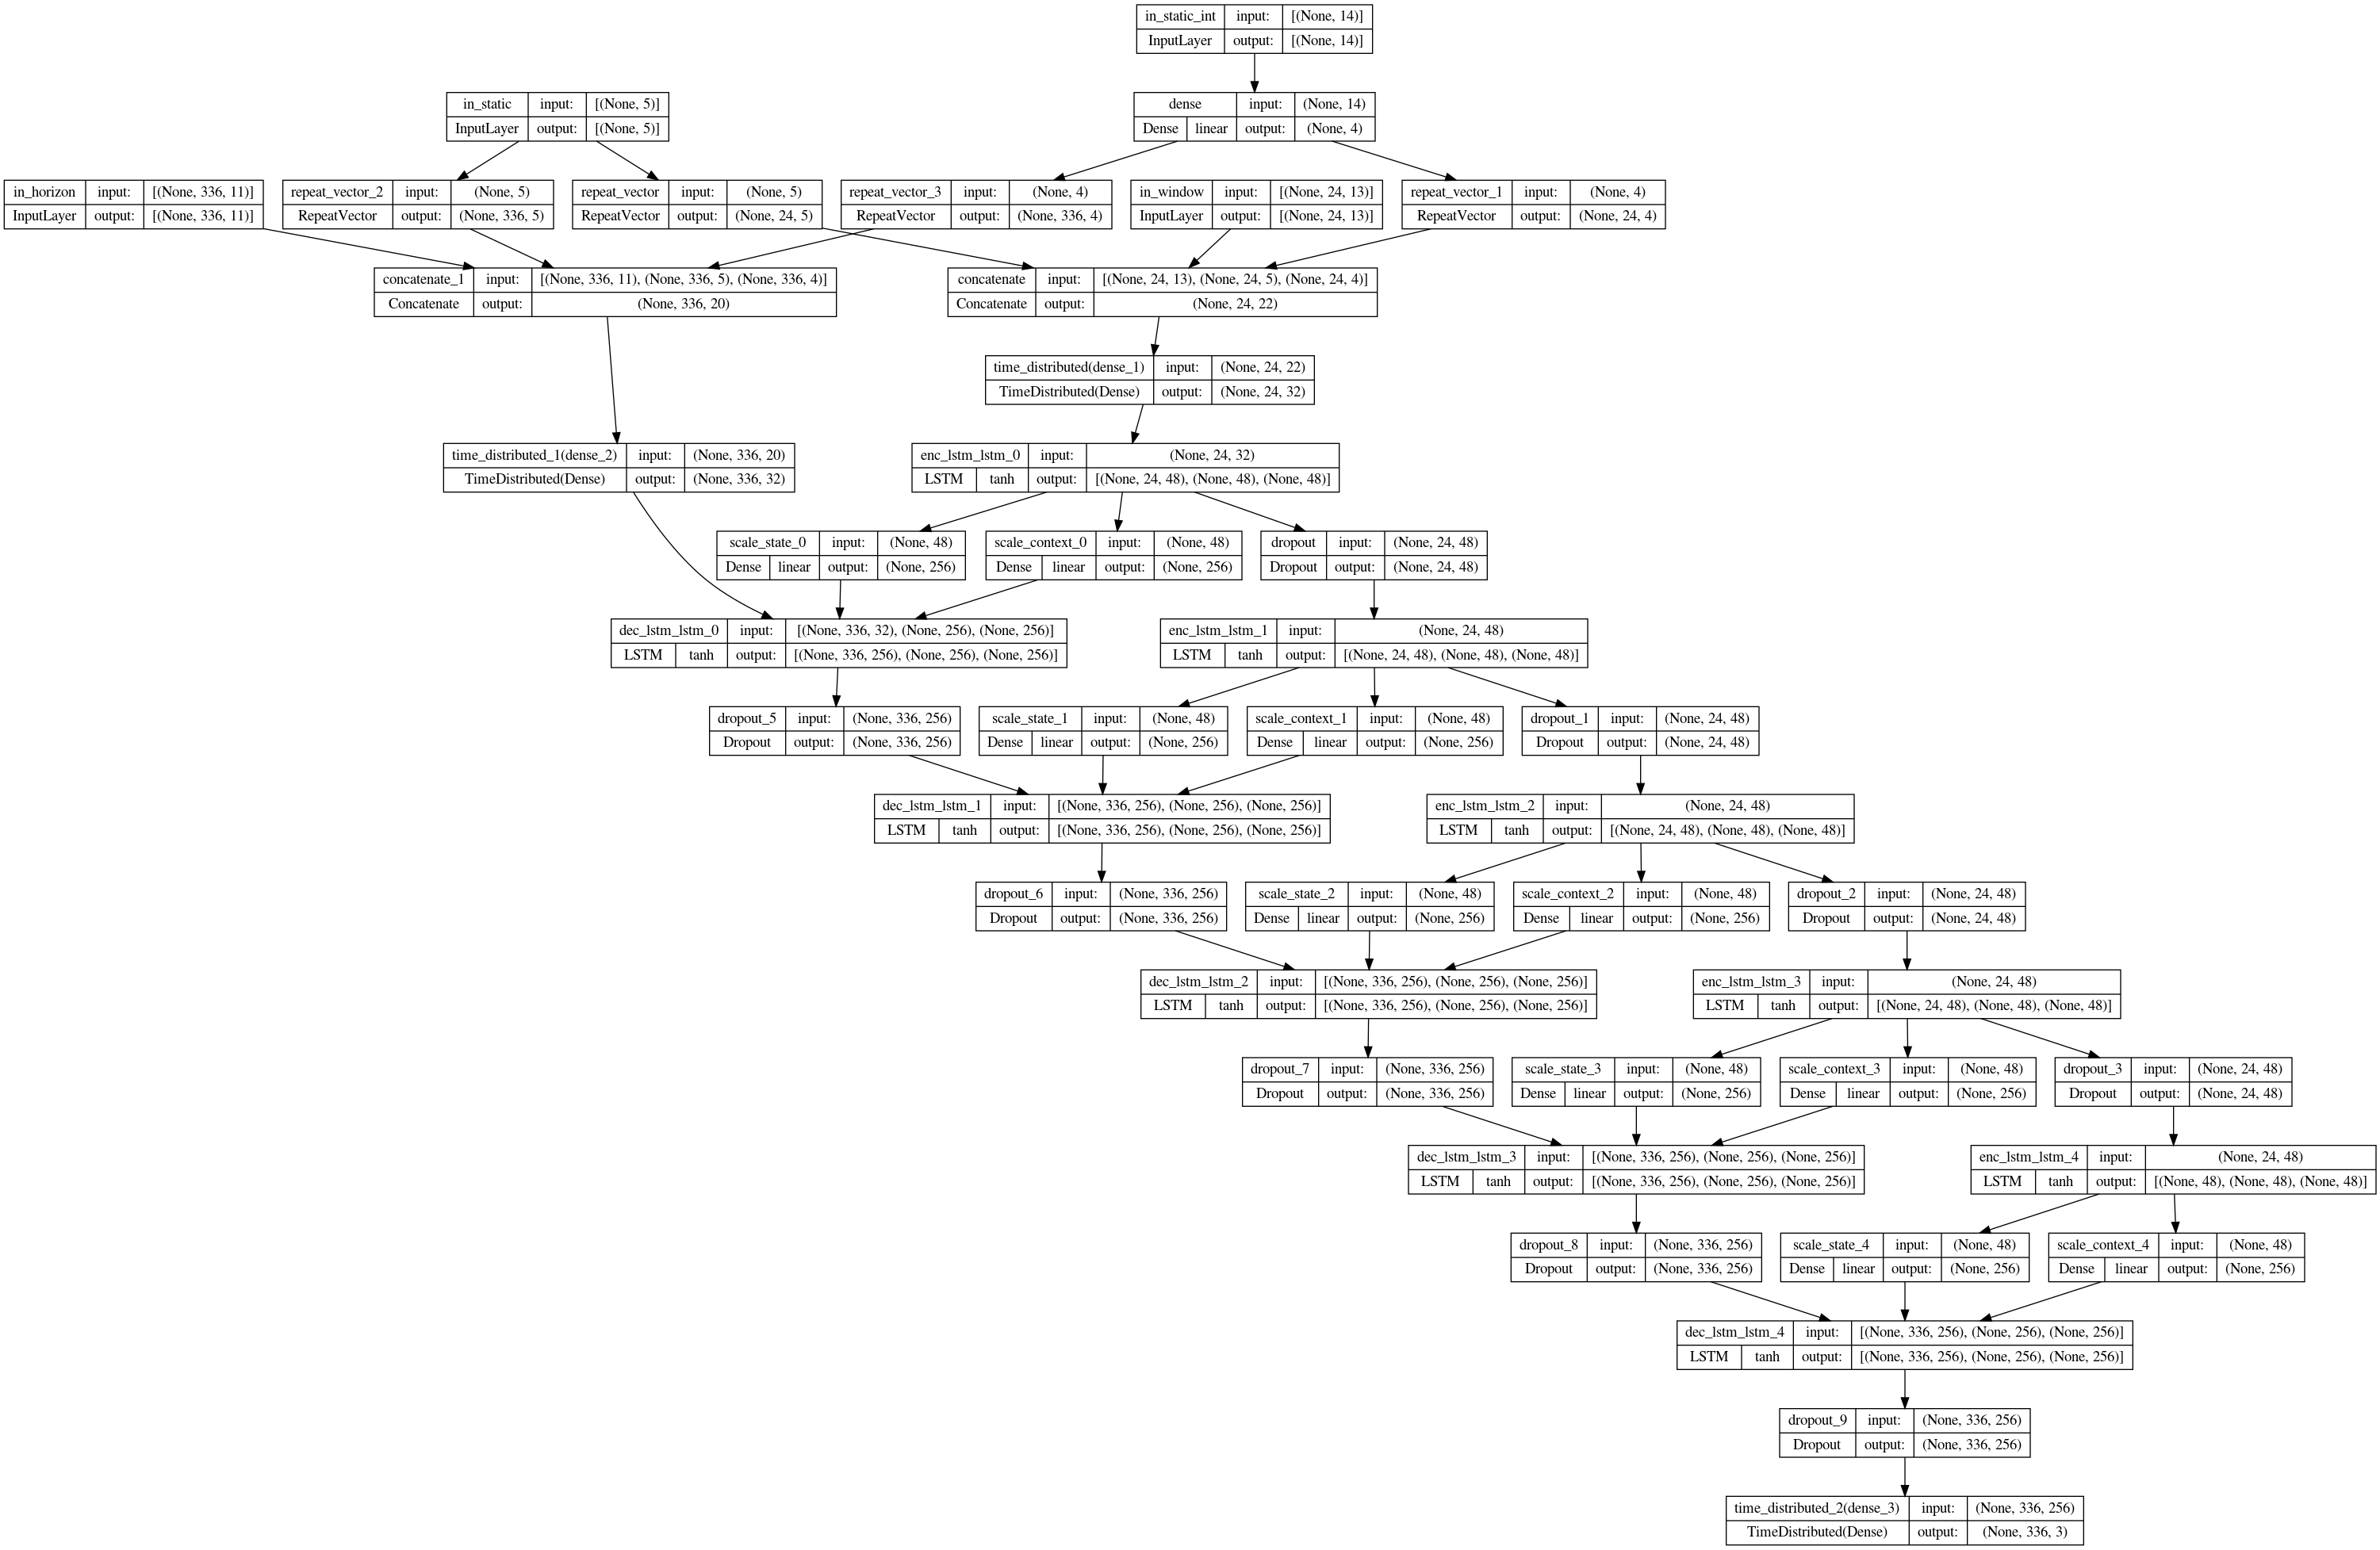 in_static_int input: [(None, 14)]
InputLayer output: [(None, 14)]
in_static input: [(None, 5)]
InputLayer output: [(None, 5)]
dense input: (None, 14)
Dense linear output: (None, 4)
in_horizon input: [(None, 336, 11)]
InputLayer output: [(None, 336, 11)]
repeat_vector_2 input: (None, 5)
RepeatVector output: (None, 336, 5)
repeat_vector input: (None, 5)
RepeatVector output: (None, 24, 5)
repeat_vector_3 input: (None, 4)
RepeatVector output: (None, 336, 4)
in_window input: [(None, 24, 13)]
InputLayer output: [(None, 24, 13)]
repeat_vector_1 input: (None, 4)
RepeatVector output: (None, 24, 4)
concatenate_1 input: [(None, 336, 11), (None, 336, 5), (None, 336, 4)]
Concatenate output: (None, 336, 20)
concatenate input: [(None, 24, 13), (None, 24, 5), (None, 24, 4)]
Concatenate output: (None, 24, 22)
time_distributed(dense_1) input: (None, 24, 22)
TimeDistributed(Dense) output: (None, 24, 32)
time_distributed_1(dense_2) input: (None, 336, 20)
TimeDistributed(Dense) output: (None, 336, 32)
enc_lstm_lstm_0 input: (None, 24, 32)
LSTM tanh output: [(None, 24, 48), (None, 48), (None, 48)]
scale_state_0 input: (None, 48)
Dense linear output: (None, 256)
scale_context_0 input: (None, 48)
Dense linear output: (None, 256)
dropout input: (None, 24, 48)
Dropout output: (None, 24, 48)
dec_lstm_lstm_0 input: [(None, 336, 32), (None, 256), (None, 256)]
LSTM tanh output: [(None, 336, 256), (None, 256), (None, 256)]
enc_lstm_lstm_1 input: (None, 24, 48)
LSTM tanh output: [(None, 24, 48), (None, 48), (None, 48)]
dropout_5 input: (None, 336, 256)
Dropout output: (None, 336, 256)
scale_state_1 input: (None, 48)
Dense linear output: (None, 256)
scale_context_1 input: (None, 48)
Dense linear output: (None, 256)
dropout_1 input: (None, 24, 48)
Dropout output: (None, 24, 48)
dec_lstm_lstm_1 input: [(None, 336, 256), (None, 256), (None, 256)]
LSTM tanh output: [(None, 336, 256), (None, 256), (None, 256)]
enc_lstm_lstm_2 input: (None, 24, 48)
LSTM tanh output: [(None, 24, 48), (None, 48), (None, 48)]
dropout_6 input: (None, 336, 256)
Dropout output: (None, 336, 256)
scale_state_2 input: (None, 48)
Dense linear output: (None, 256)
scale_context_2 input: (None, 48)
Dense linear output: (None, 256)
dropout_2 input: (None, 24, 48)
Dropout output: (None, 24, 48)
dec_lstm_lstm_2 input: [(None, 336, 256), (None, 256), (None, 256)]
LSTM tanh output: [(None, 336, 256), (None, 256), (None, 256)]
enc_lstm_lstm_3 input: (None, 24, 48)
LSTM tanh output: [(None, 24, 48), (None, 48), (None, 48)]
dropout_7 input: (None, 336, 256)
Dropout output: (None, 336, 256)
scale_state_3 input: (None, 48)
Dense linear output: (None, 256)
scale_context_3 input: (None, 48)
Dense linear output: (None, 256)
dropout_3 input: (None, 24, 48)
Dropout output: (None, 24, 48)
dec_lstm_lstm_3 input: [(None, 336, 256), (None, 256), (None, 256)]
LSTM tanh output: [(None, 336, 256), (None, 256), (None, 256)]
enc_lstm_lstm_4 input: (None, 24, 48)
LSTM tanh output: [(None, 48), (None, 48), (None, 48)]
dropout_8 input: (None, 336, 256)
Dropout output: (None, 336, 256)
scale_state_4 input: (None, 48)
Dense linear output: (None, 256)
scale_context_4 input: (None, 48)
Dense linear output: (None, 256)
dec_lstm_lstm_4 input: [(None, 336, 256), (None, 256), (None, 256)]
LSTM tanh output: [(None, 336, 256), (None, 256), (None, 256)]
dropout_9 input: (None, 336, 256)
Dropout output: (None, 336, 256)
time_distributed_2(dense_3) input: (None, 336, 256)
TimeDistributed(Dense) output: (None, 336, 3)